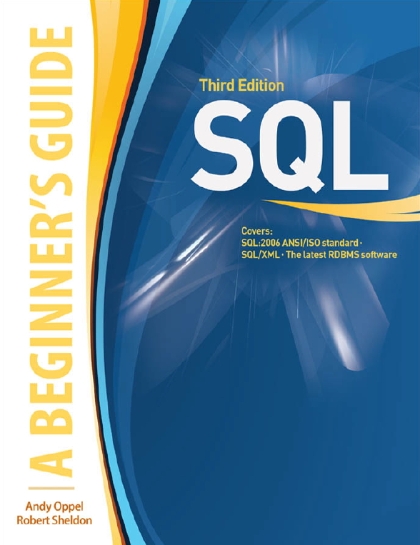 A BEGINNER'S GUIDE
Third Edition
SQL
Covers:
SQL:2006 ANSI/ISO standard •
SQL/XML • The latest RDBMS software
Andy Oppel
Robert Sheldon